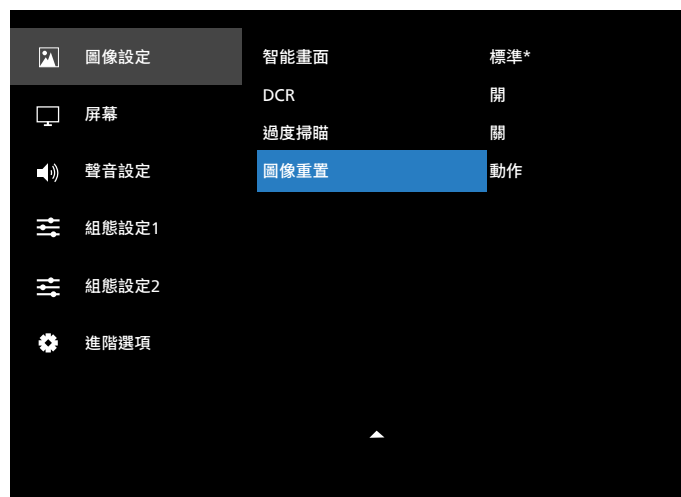 圖像設定
屏幕
聲音設定
組態設定1
組態設定2
進階選項
智能畫面 標準*
DCR 開
過度掃瞄 關
圖像重置 動作